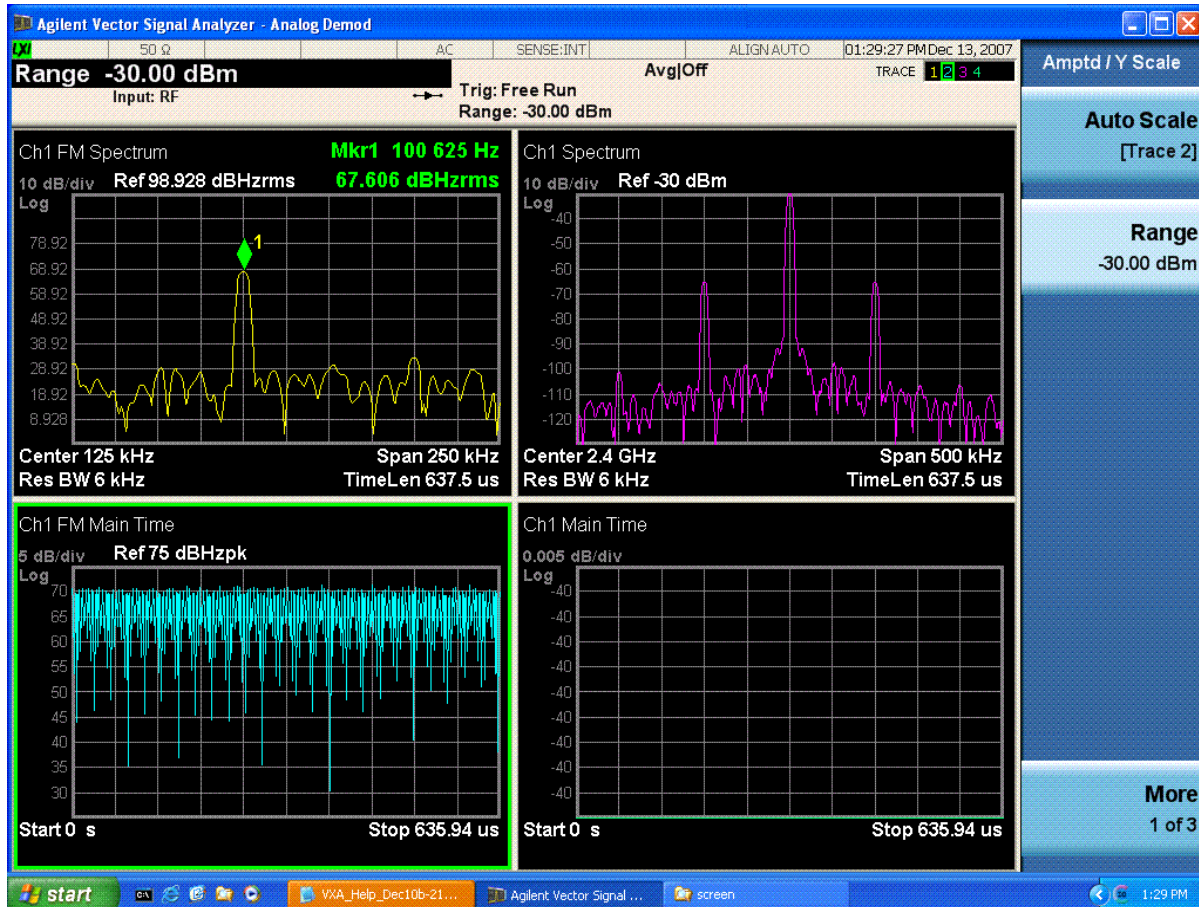 Agilent Vector Signal Analyzer - Analog Demod
LXI 50 Ω AC SENSE:INT ALIGN AUTO 01:29:27 PM Dec 13, 2007
Range -30.00 dBm
Input: RF
Trig: Free Run
Range: -30.00 dBm
Avg|Off
TRACE 1 2 3 4
Amptd / Y Scale
Auto Scale
[Trace 2]
Range
-30.00 dBm
More
1 of 3
Ch1 FM Spectrum Mkr1 100 625 Hz
10 dB/div Ref 98.928 dBHzrms 67.606 dBHzrms
Log
78.92
1
68.92
58.92
48.92
38.92
28.92
18.92
8.928
Center 125 kHz Span 250 kHz
Res BW 6 kHz TimeLen 637.5 us
Ch1 Spectrum
10 dB/div Ref -30 dBm
Log
-40
-50
-60
-70
-80
-90
-100
-110
-120
Center 2.4 GHz Span 500 kHz
Res BW 6 kHz TimeLen 637.5 us
Ch1 FM Main Time
5 dB/div Ref 75 dBHzpk
Log
70
65
60
55
50
45
40
35
30
Start 0 s Stop 635.94 us
Ch1 Main Time
0.005 dB/div
Log
-40
-40
-40
-40
-40
-40
-40
-40
-40
Start 0 s Stop 635.94 us
start VXA_Help_Dec10b-21... Agilent Vector Signal ... screen 1:29 PM